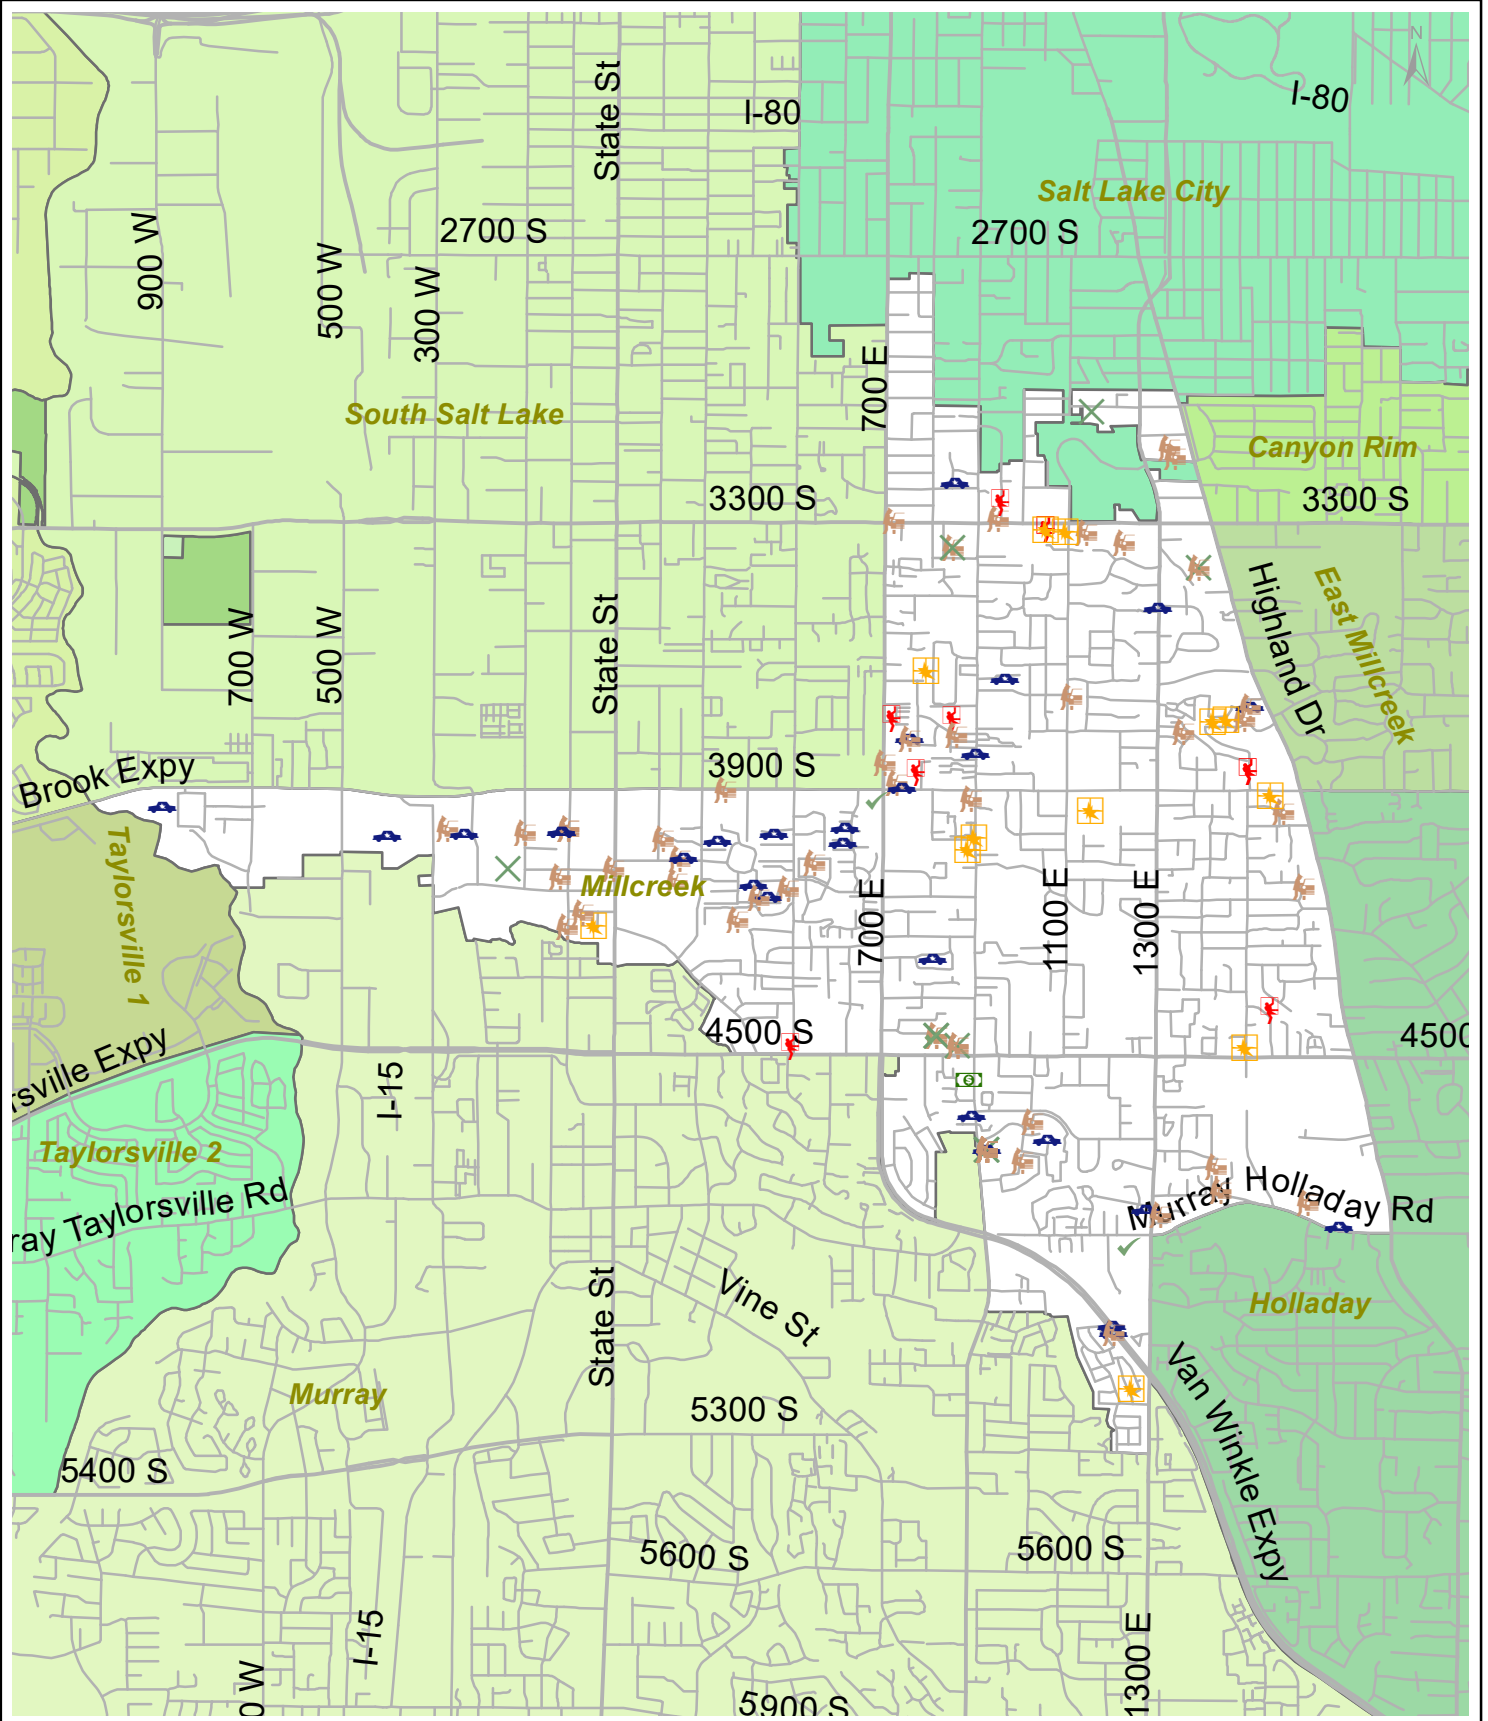 N
I-80
I-80
State St
Salt Lake City
2700 S
2700 S
900 W
500 W
300 W
700 E
South Salt Lake
Canyon Rim
3300 S
3300 S
Highland Dr
East Millcreek
700 W
500 W
State St
Brook Expy
3900 S
Taylorsville 1
Millcreek
700 E
1100 E
1300 E
4500 S
4500
rsville Expy
I-15
Taylorsville 2
ray Taylorsville Rd
Murray Holladay Rd
State St
Vine St
Holladay
Murray
5300 S
Van Winkle Expy
5400 S
5600 S
5600 S
I-15
0 W
1300 E
5900 S